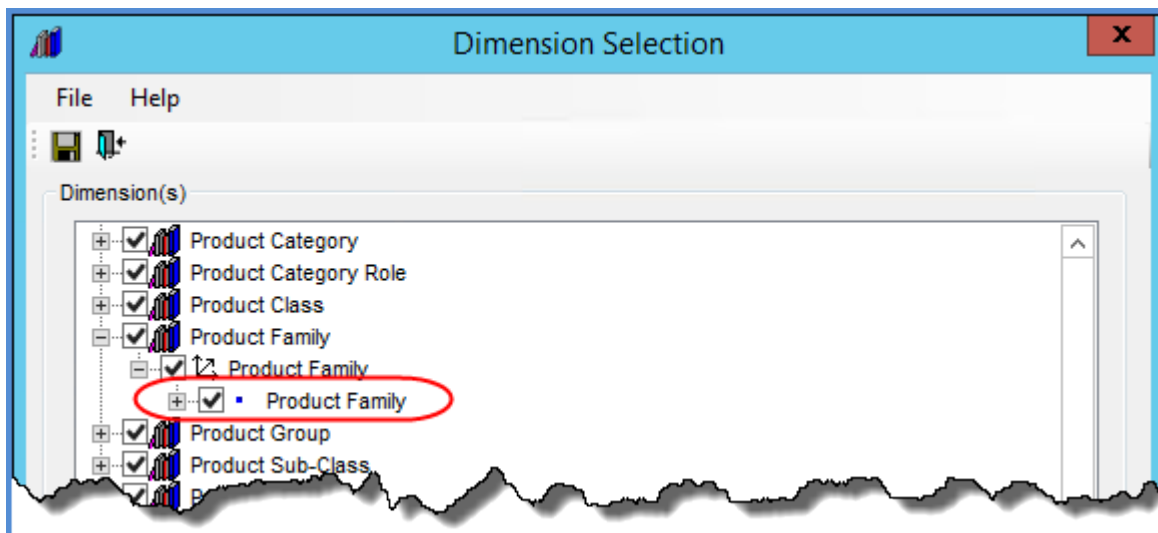 Dimension Selection
x
File Help
Dimension(s)
Product Category
Product Category Role
Product Class
Product Family
Product Family
Product Family
Product Group
Product Sub-Class